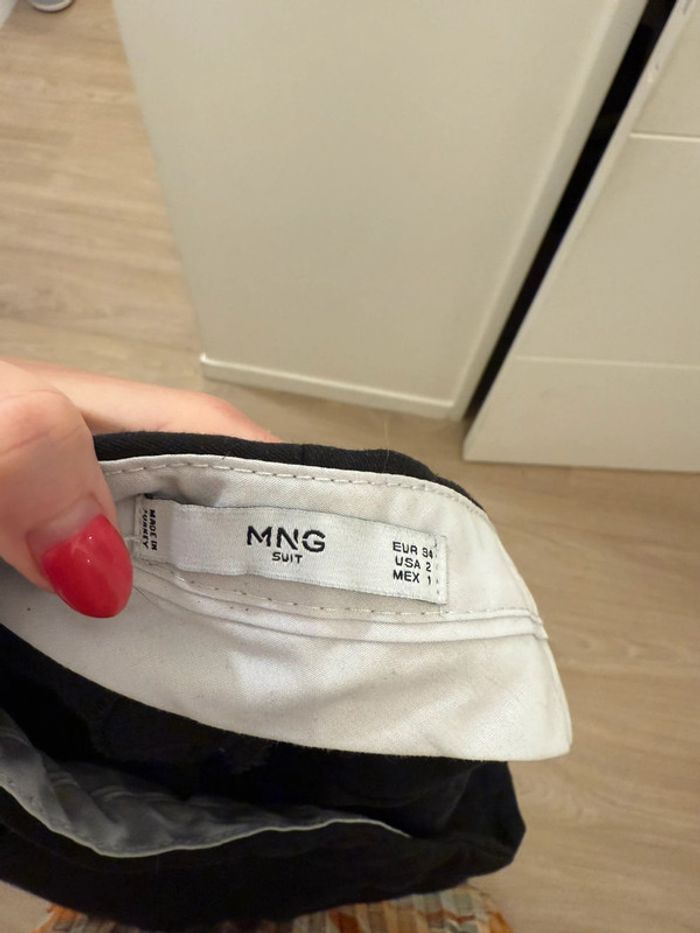 MADE IN
TURKEY
MNG
SUIT
EUR 34
USA 2
MEX 1